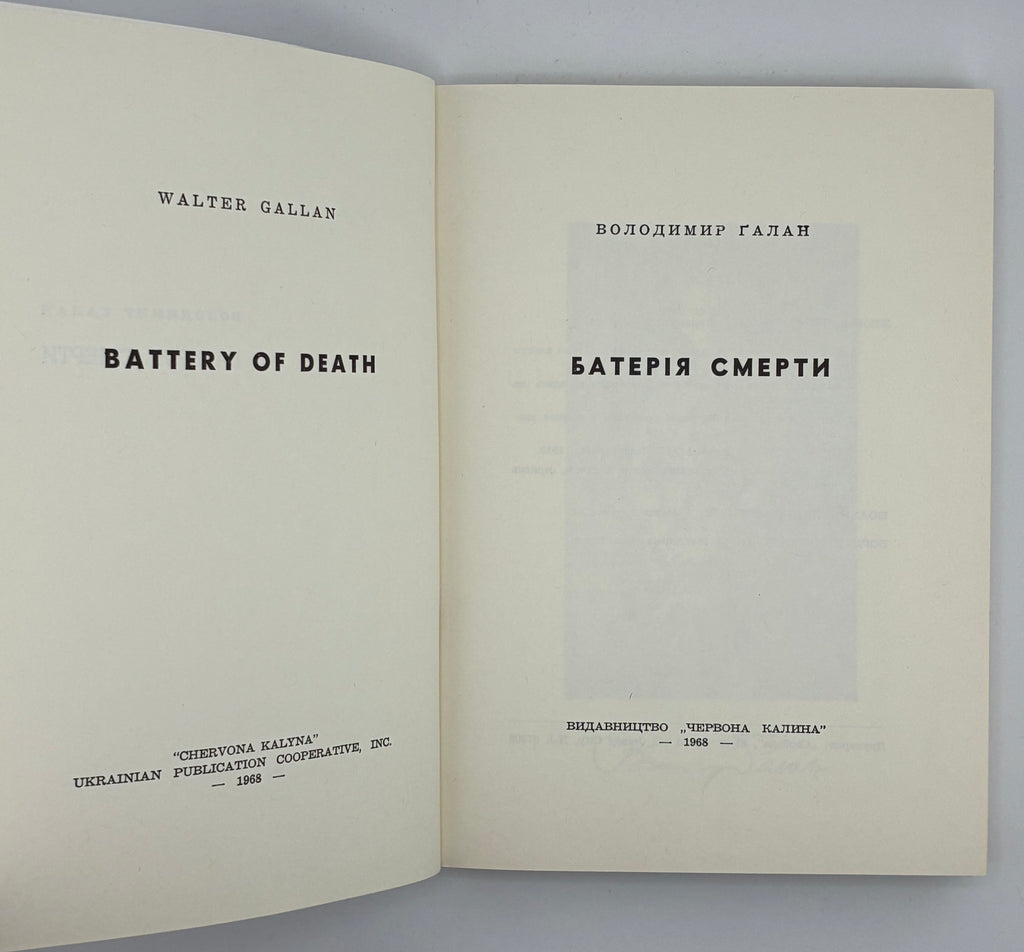 WALTER GALLAN
BATTERY OF DEATH
"CHERVONA KALYNA"
UKRAINIAN PUBLICATION COOPERATIVE, INC.
— 1968 —
ВОЛОДИМИР ҐАЛАН
БАТЕРІЯ СМЕРТИ
ВИДАВНИЦТВО „ЧЕРВОНА КАЛИНА"
— 1968 —